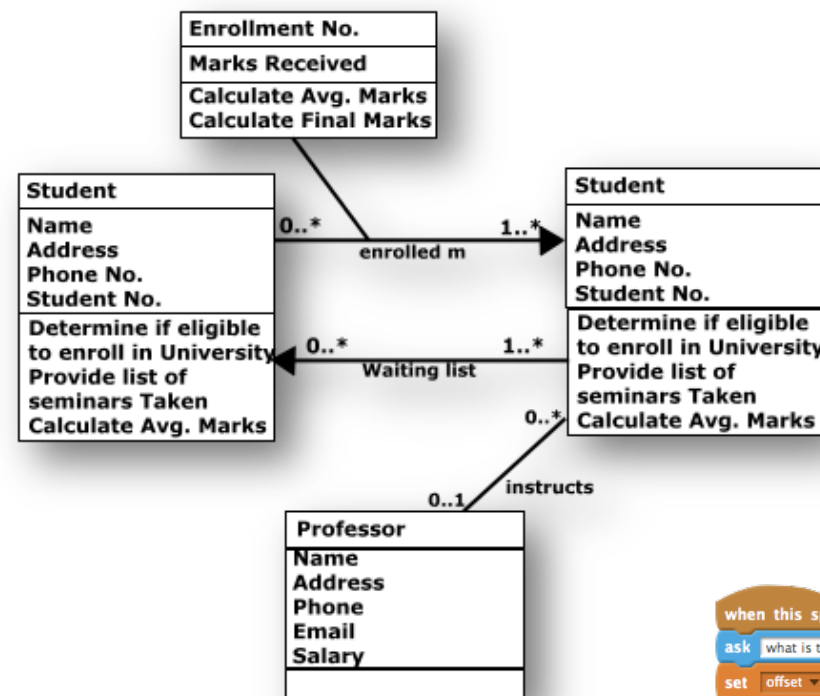 Enrollment No.
Marks Received
Calculate Avg. Marks
Calculate Final Marks
Student
Name
Address
Phone No.
Student No.
Determine if eligible
to enroll in University
Provide list of
seminars Taken
Calculate Avg. Marks
0..*
1..*
enrolled m
0..*
1..*
Waiting list
Student
Name
Address
Phone No.
Student No.
Determine if eligible
to enroll in University
Provide list of
seminars Taken
Calculate Avg. Marks
0..*
instructs
0..1
Professor
Name
Address
Phone
Email
Salary
when this
ask what is
set offset